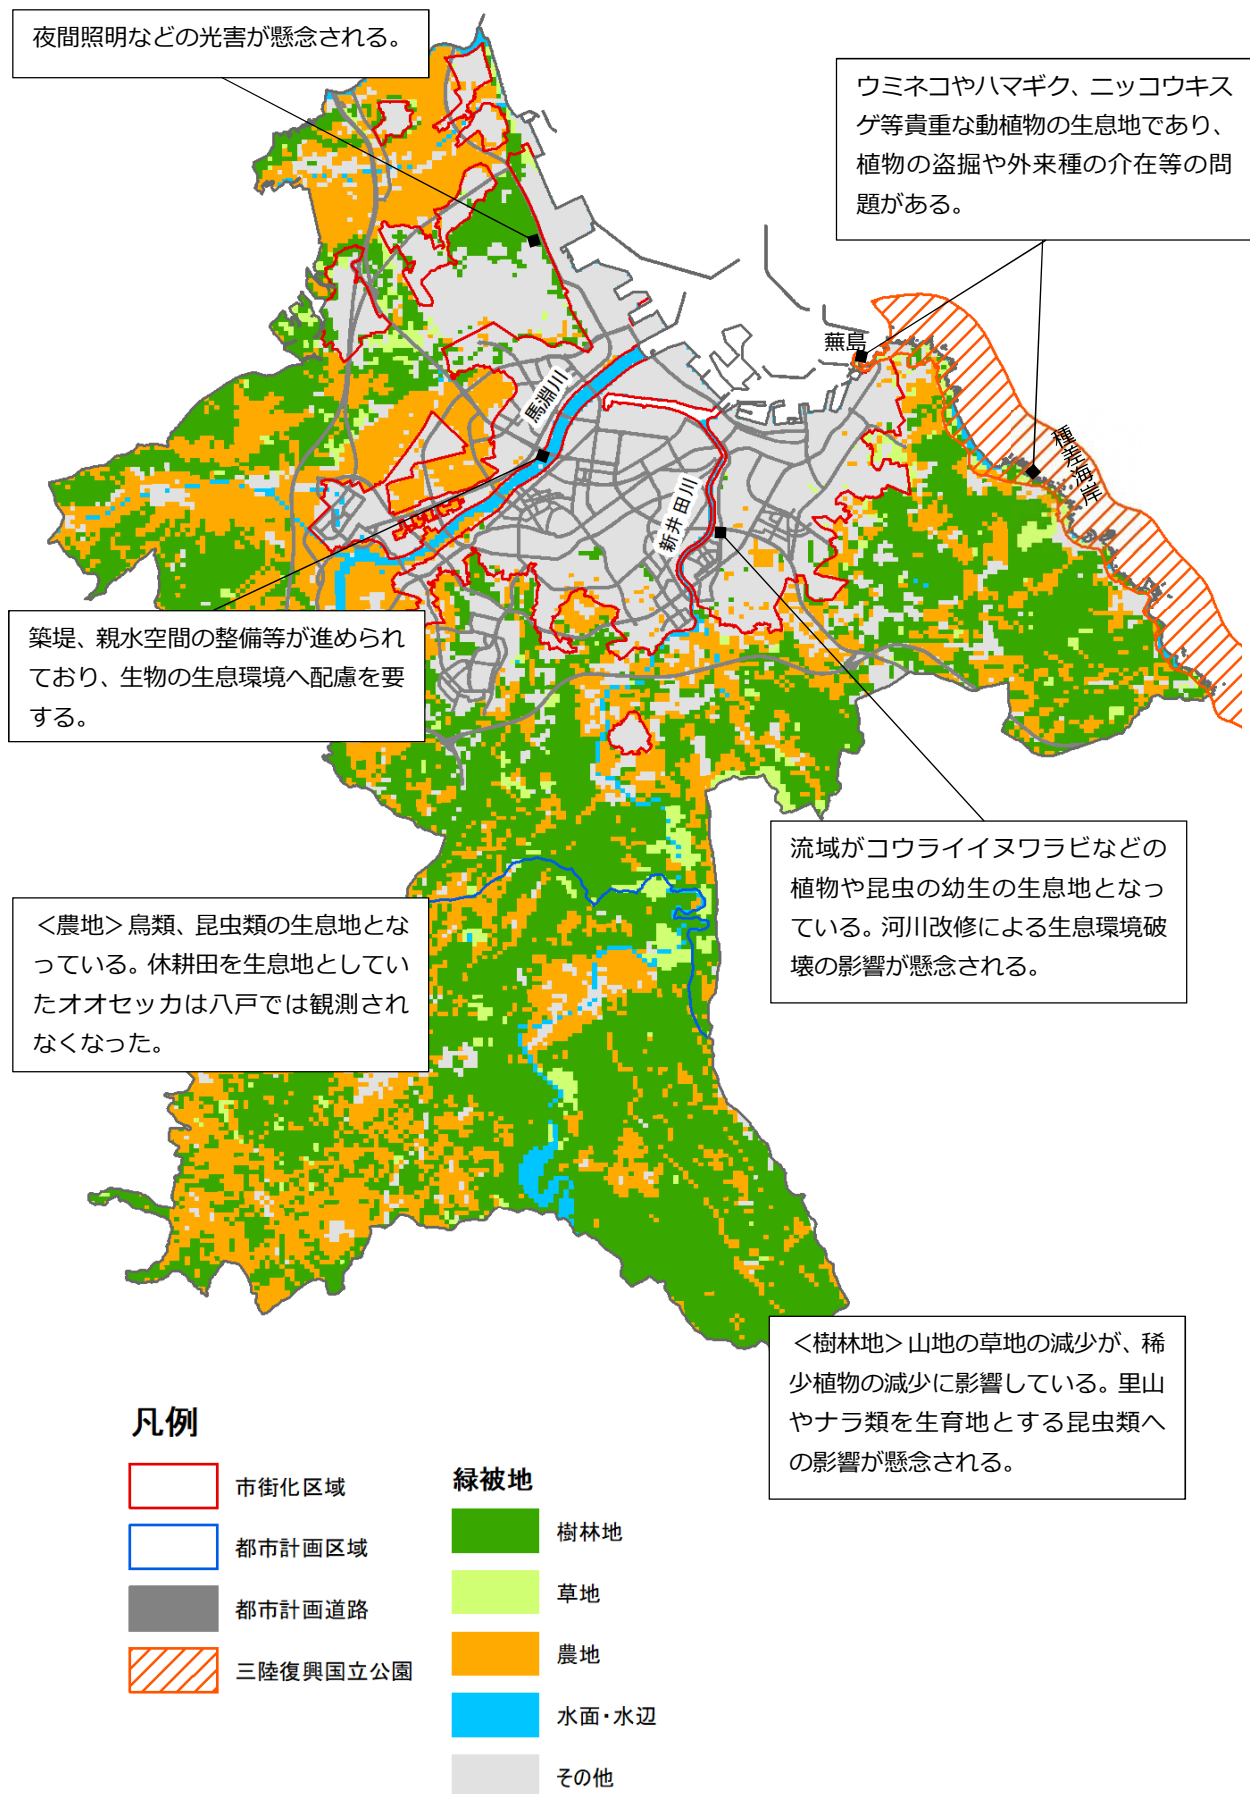 夜間照明などの光害が懸念される。
ウミネコやハマギク、ニッコウキス
ゲ等貴重な動植物の生息地であり、
植物の盗掘や外来種の介在等の問
題がある。
蕪島
種差海岸
馬淵川
新井田川
築堤、親水空間の整備等が進められ
ており、生物の生息環境へ配慮を要
する。
流域がコウライイヌワラビなどの
植物や昆虫の幼生の生息地となっ
ている。河川改修による生息環境破
壊の影響が懸念される。
＜農地＞鳥類、昆虫類の生息地とな
っている。休耕田を生息地としてい
たオオセッカは八戸では観測され
なくなった。
＜樹林地＞山地の草地の減少が、稀
少植物の減少に影響している。里山
やナラ類を生育地とする昆虫類へ
の影響が懸念される。
凡例
市街化区域
都市計画区域
都市計画道路
三陸復興国立公園
緑被地
樹林地
草地
農地
水面・水辺
その他